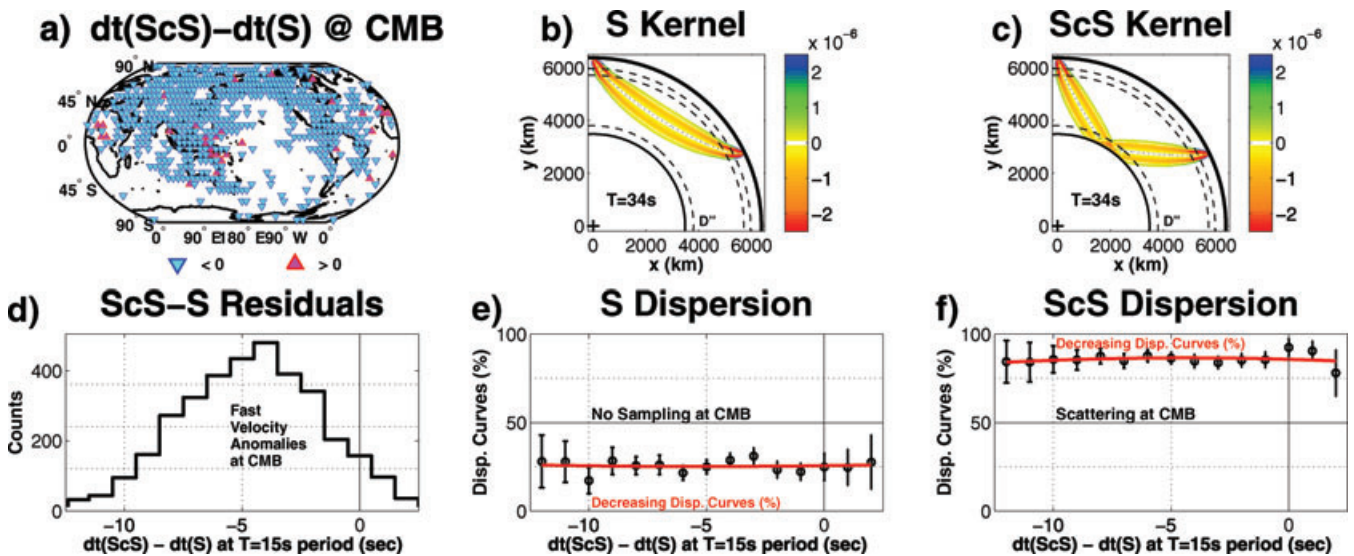 a) dt(ScS)−dt(S) @ CMB
90° N
45° N
0°
45° S
90° S
0° 90° E180° E90° W 0°
< 0 > 0
b) S Kernel
x 10⁻⁶
6000
4000
2000
0
y (km)
T=34s
D"
0 2000 4000 6000
x (km)
2
1
0
−1
−2
c) ScS Kernel
x 10⁻⁶
6000
4000
2000
0
y (km)
T=34s
D"
0 2000 4000 6000
x (km)
2
1
0
−1
−2
d) ScS−S Residuals
400
200
0
Counts
Fast
Velocity
Anomalies
at CMB
−10 −5 0
dt(ScS) − dt(S) at T=15s period (sec)
e) S Dispersion
100
50
0
Disp. Curves (%)
No Sampling at CMB
Decreasing Disp. Curves (%)
−10 −5 0
dt(ScS) − dt(S) at T=15s period (sec)
f) ScS Dispersion
100
50
0
Disp. Curves (%)
Decreasing Disp. Curves (%)
Scattering at CMB
−10 −5 0
dt(ScS) − dt(S) at T=15s period (sec)